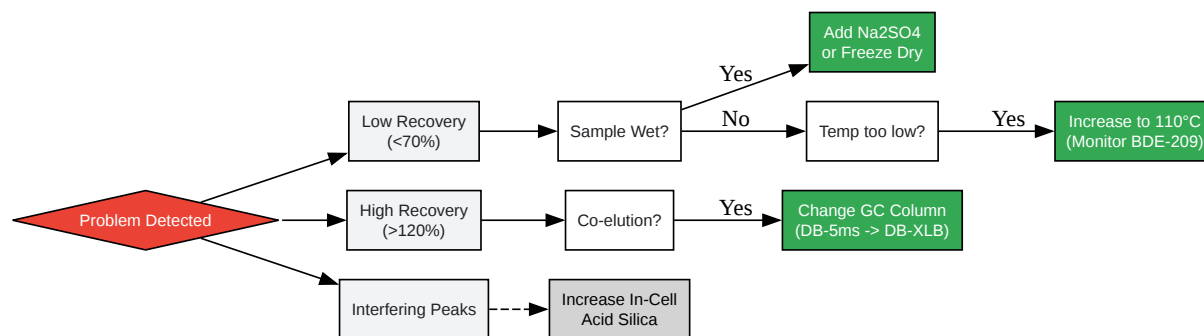 Add Na2SO4
or Freeze Dry
Yes
Low Recovery
(<70%)
Sample Wet?
No
Temp too low?
Yes
Increase to 110°C
(Monitor BDE-209)
Problem Detected
High Recovery
(>120%)
Co-elution?
Yes
Change GC Column
(DB-5ms -> DB-XLB)
Interfering Peaks
Increase In-Cell
Acid Silica